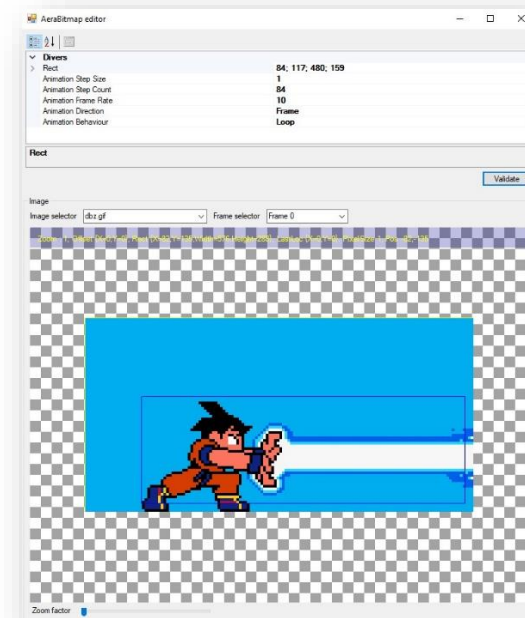 AeraBitmap editor
Divers
Rect 84; 117; 480; 159
Animation Step Size 1
Animation Step Count 84
Animation Frame Rate 10
Animation Direction Frame
Animation Behaviour Loop
Rect
Validate
Image
Image selector dbz.gif Frame selector Frame 0
Zoom factor